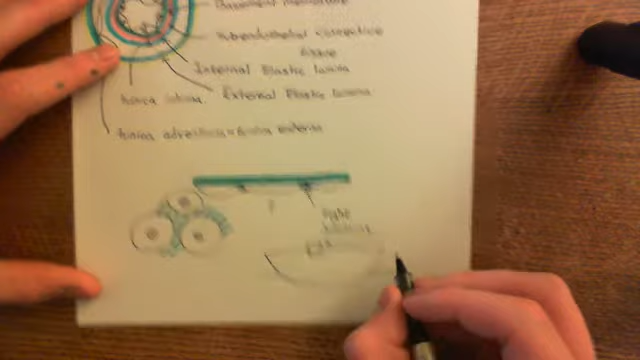 Basement membrane
Subendothelial connective
tissue
Internal Elastic lamina
External Elastic lamina
tunica intima
tunica adventitia = tunica externa
tight